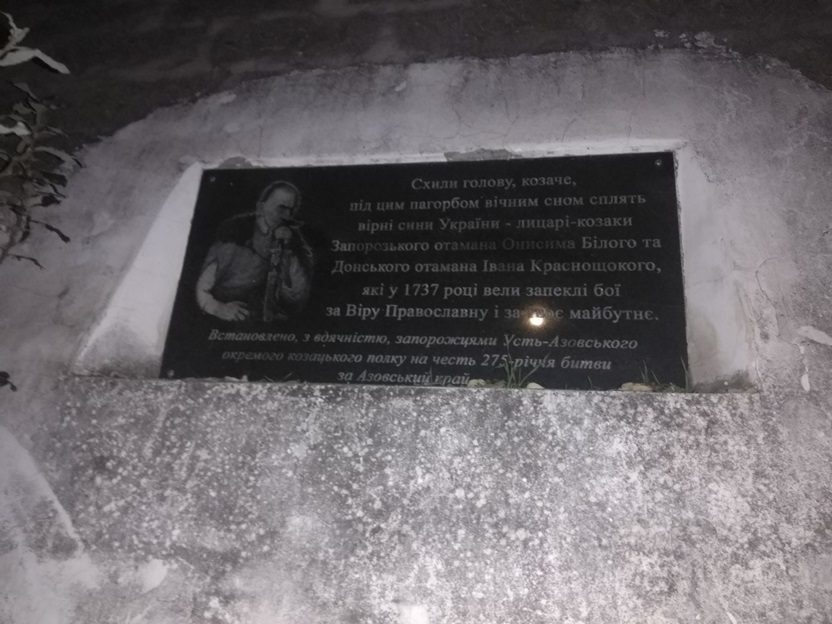 Схили голову, козаче,
під цим пагорбом вічним сном сплять
вірні сини України - лицарі-козаки
Запорозького отамана Онисима Білого та
Донського отамана Івана Краснощокого,
які у 1737 році вели запеклі бої
за Віру Православну і за майбутнє.
Встановлено, з вдячністю, запорожцями Усть-Азовського
окремого козацького полку на честь 275-річчя битви
за Азовський край